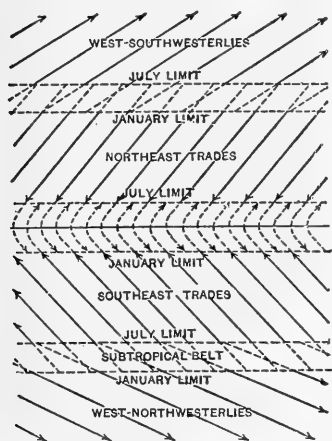 WEST-SOUTHWESTERLIES
JULY LIMIT
JANUARY LIMIT
NORTHEAST TRADES
JULY LIMIT
JANUARY LIMIT
SOUTHEAST TRADES
JULY LIMIT
SUBTROPICAL BELT
JANUARY LIMIT
WEST-NORTHWESTERLIES